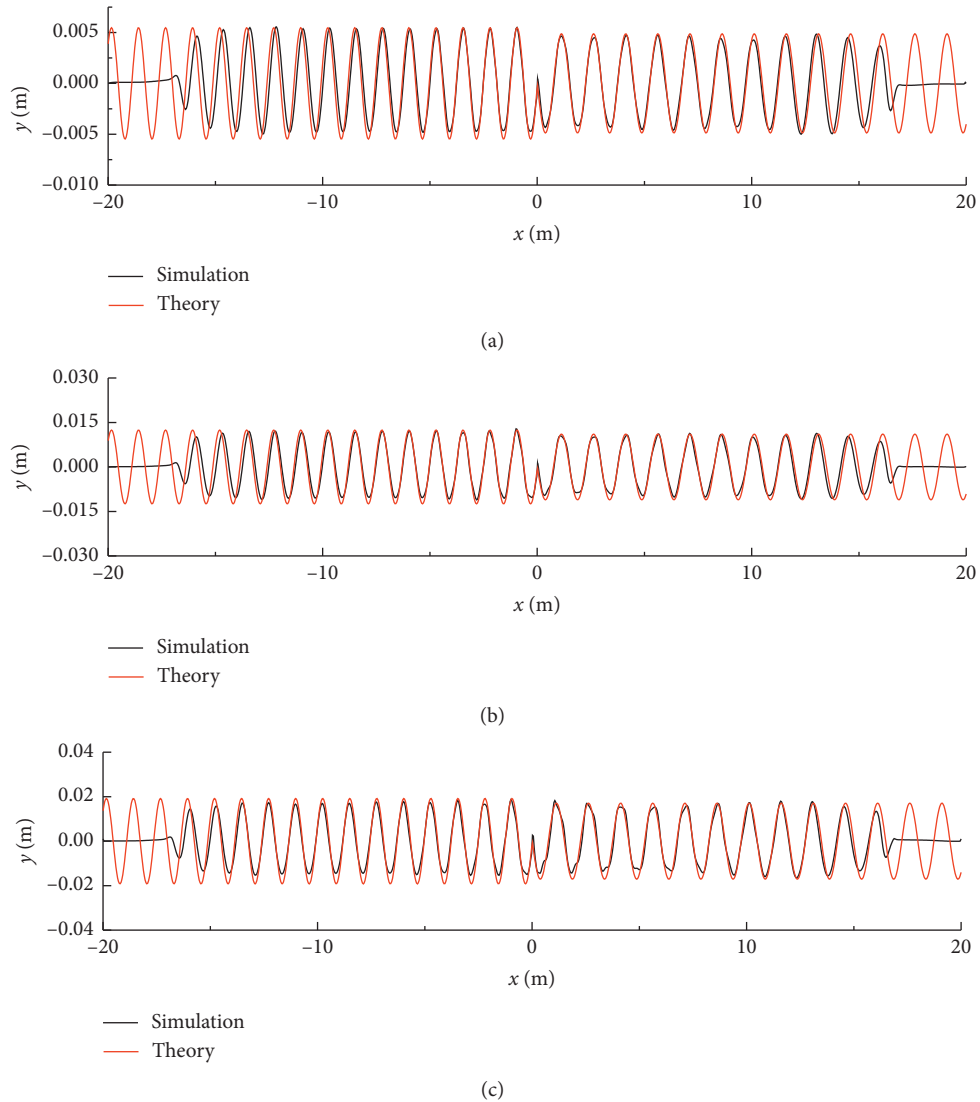 0.005
0.000
−0.005
−0.010
y (m)
−20
−10
0
10
20
x (m)
Simulation
Theory
(a)
0.030
0.015
0.000
−0.015
−0.030
y (m)
−20
−10
0
10
20
x (m)
Simulation
Theory
(b)
0.04
0.02
0.00
−0.02
−0.04
y (m)
−20
−10
0
10
20
x (m)
Simulation
Theory
(c)